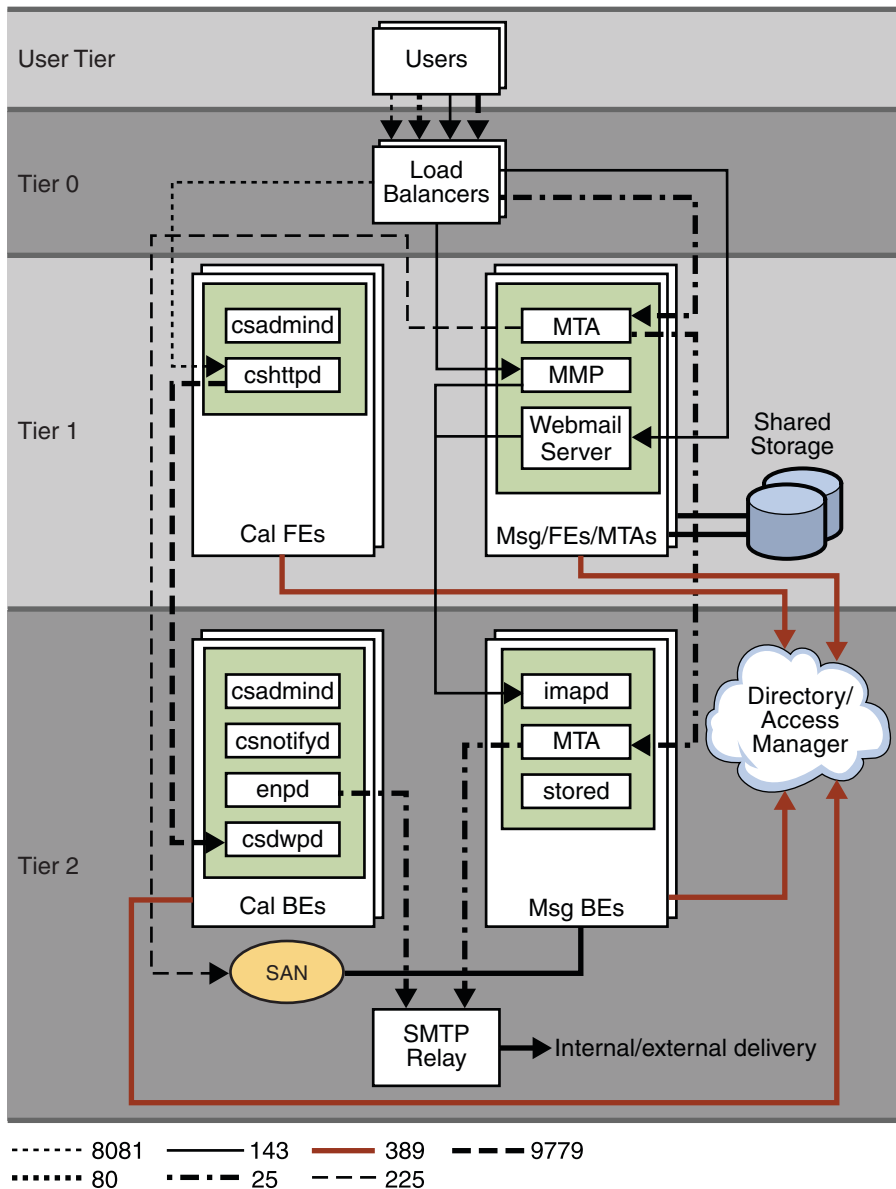 User Tier
Users
Tier 0
Load
Balancers
Tier 1
csadmind
cshttpd
Cal FEs
MTA
MMP
Webmail
Server
Msg/FEs/MTAs
Shared
Storage
Tier 2
csadmind
csnotifyd
enpd
csdwpd
Cal BEs
imapd
MTA
stored
Msg BEs
Directory/
Access
Manager
SAN
SMTP
Relay
Internal/external delivery
8081
143
389
9779
80
25
225